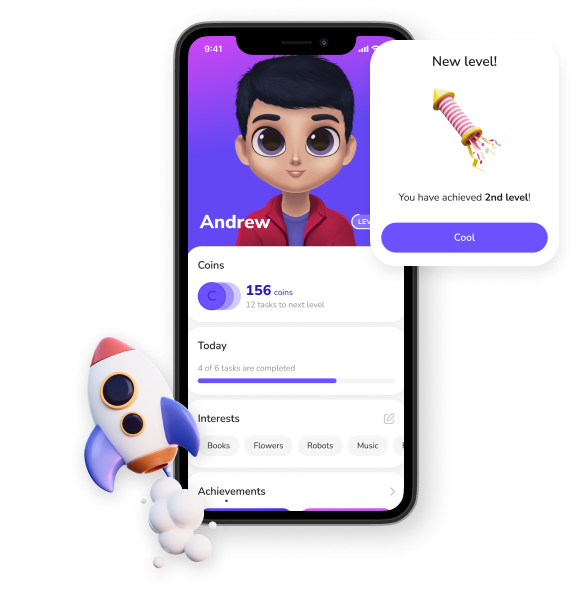 9:41
New level!
You have achieved 2nd level!
Cool
Andrew
LEV
Coins
C
156 coins
12 tasks to next level
Today
4 of 6 tasks are completed
Interests
Books
Flowers
Robots
Music
Achievements